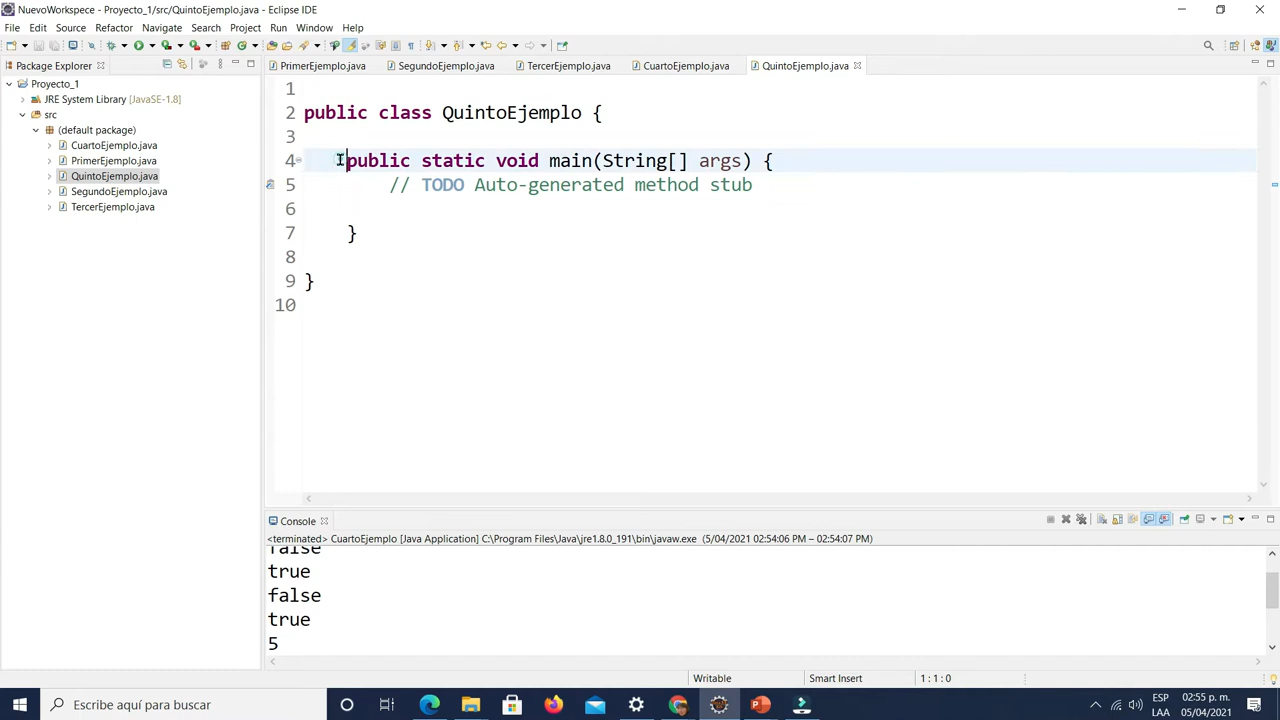 NuevoWorkspece - Proyecto_1/src/QuintoEjemplo.java - Eclipse IDE
File Edit Source Refactor Navigate Search Project Run Window Help
Package Explorer
PrimerEjemplo.java SegundoEjemplo.java TercerEjemplo.java CuartoEjemplo.java QuintoEjemplo.java
Proyecto_1
JRE System Library [JavaSE-1.8]
src
(default package)
CuartoEjemplo.java
PrimerEjemplo.java
QuintoEjemplo.java
SegundoEjemplo.java
TercerEjemplo.java
1
2 public class QuintoEjemplo {
3
4 public static void main(String[] args) {
5 // TODO Auto-generated method stub
6
7 }
8
9 }
10
Console
<terminated> CuartoEjemplo [Java Application] C:\Program Files\Java\jre1.8.0_191\bin\javaw.exe (5/04/2021 02:54:06 PM – 02:54:07 PM)
false
true
false
true
5
Writable Smart Insert 1 : 1 : 0
Escribe aquí para buscar
ESP 02:55 p. m.
LAA 05/04/2021